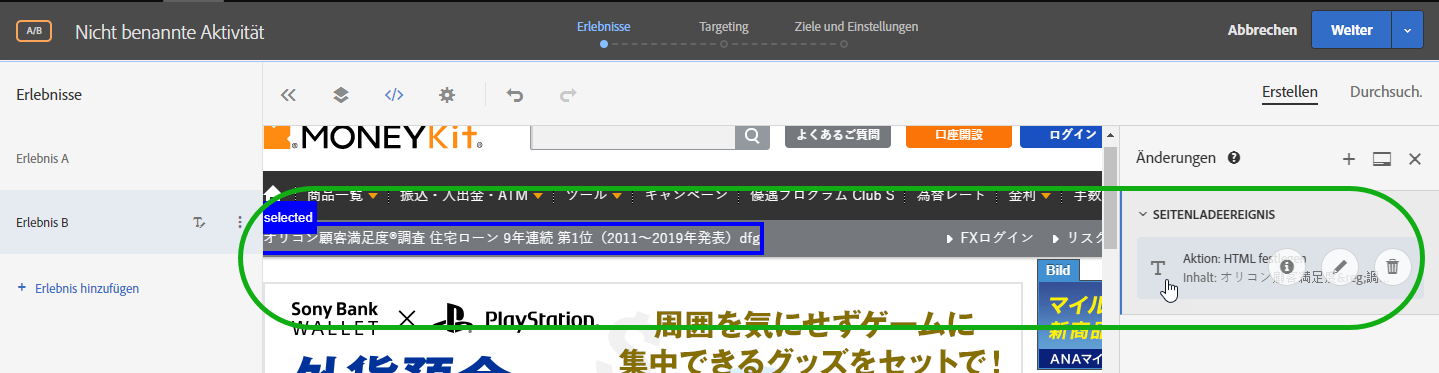 A/B
Nicht benannte Aktivität
Erlebnisse
Targeting
Ziele und Einstellungen
Abbrechen
Weiter
Erlebnisse
Erstellen
Durchsuch.
MONEYKit
よくあるご質問
口座開設
ログイン
Änderungen
Erlebnis A
商品一覧
振込・入出金・ATM
ツール
キャンペーン
優遇プログラム Club S
為替レート
金利
手数
Erlebnis B
selected
SEITENLADEEREIGNIS
オリコン顧客満足度®調査 住宅ローン 9年連続 第1位（2011～2019年発表）dfg
FXログイン
リスク
Aktion: HTML festlegen
Inhalt: オリコン顧客満足度&reg;調
Bild
Erlebnis hinzufügen
Sony Bank
WALLET
PlayStation®
周囲を気にせずゲームに
集中できるグッズをセットで！
外貨預金
マイル
新商品
ANAマイ